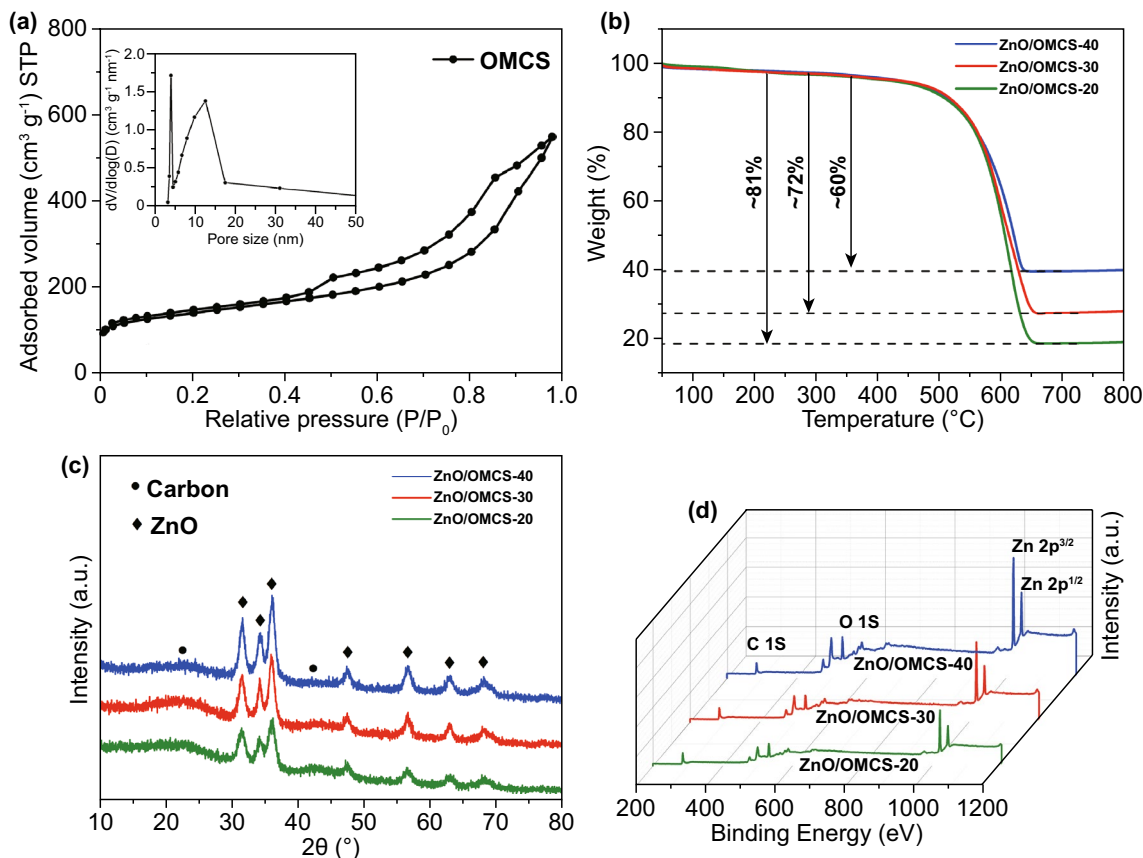 (a)
800
600
400
200
0
Adsorbed volume (cm³ g⁻¹) STP
0
0.2
0.4
0.6
0.8
1.0
Relative pressure (P/P₀)
OMCS
2.0
1.5
1.0
0.5
0
dV/dlog(D) (cm³ g⁻¹ nm⁻¹)
0
10
20
30
40
50
Pore size (nm)
(b)
100
80
60
40
20
Weight (%)
100
200
300
400
500
600
700
800
Temperature (°C)
ZnO/OMCS-40
ZnO/OMCS-30
ZnO/OMCS-20
~81%
~72%
~60%
(c)
Carbon
ZnO
ZnO/OMCS-40
ZnO/OMCS-30
ZnO/OMCS-20
Intensity (a.u.)
10
20
30
40
50
60
70
80
2θ (°)
(d)
Zn 2p³ᐟ²
Zn 2p¹ᐟ²
O 1S
C 1S
ZnO/OMCS-40
ZnO/OMCS-30
ZnO/OMCS-20
Intensity (a.u.)
200
400
600
800
1000
1200
Binding Energy (eV)